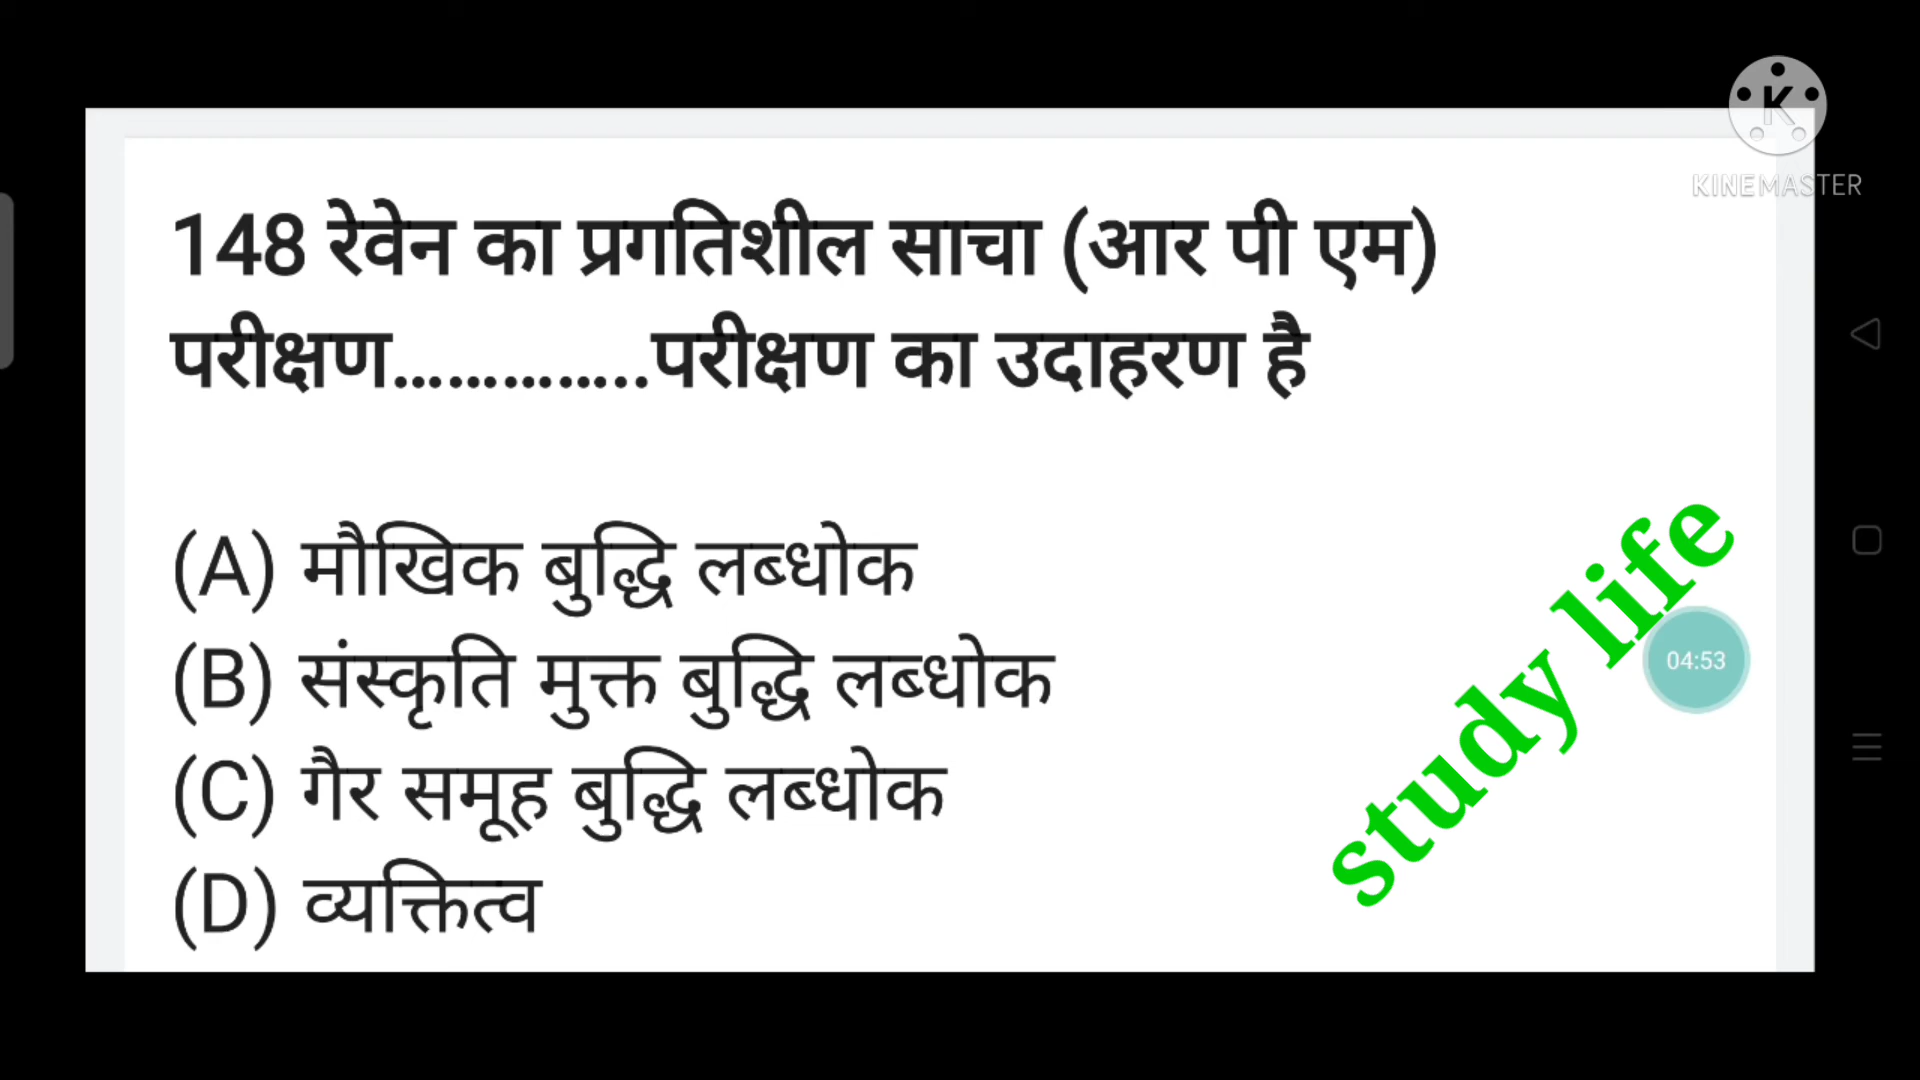 KINEMASTER
148 रेवेन का प्रगतिशील साचा (आर पी एम)
परीक्षण..............परीक्षण का उदाहरण है
(A) मौखिक बुद्धि लब्धोक
(B) संस्कृति मुक्त बुद्धि लब्धोक
(C) गैर समूह बुद्धि लब्धोक
(D) व्यक्तित्व
study life
04:53